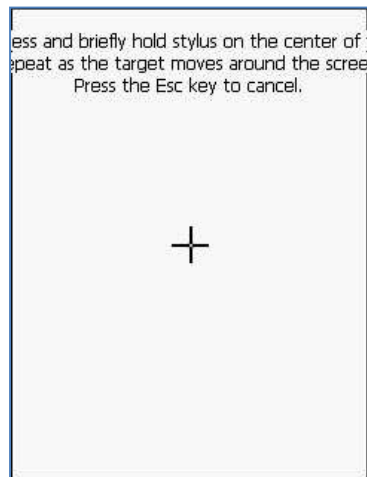 ess and briefly hold stylus on the center of
epeat as the target moves around the scree
Press the Esc key to cancel.